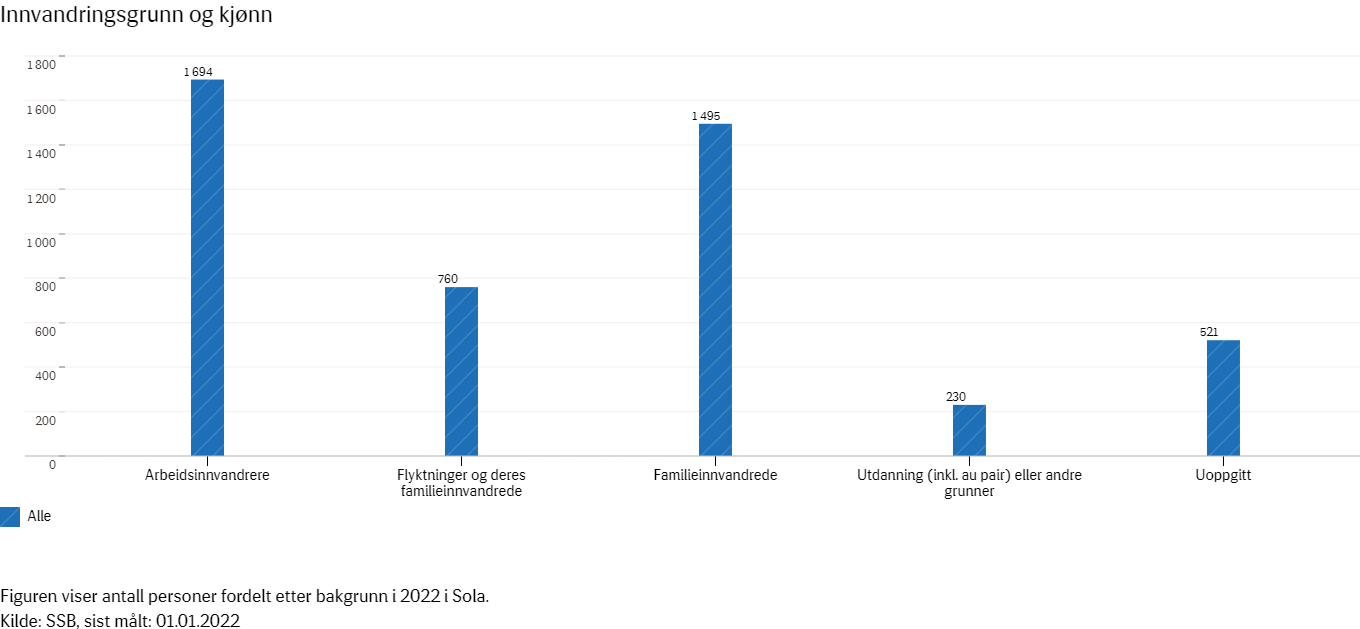 Innvandringsgrunn og kjønn
1 800
1 600
1 400
1 200
1 000
800
600
400
200
0
1 694
760
1 495
230
521
Arbeidsinnvandrere
Flyktninger og deres
familieinnvandrede
Familieinnvandrede
Utdanning (inkl. au pair) eller andre
grunner
Uoppgitt
Alle
Figuren viser antall personer fordelt etter bakgrunn i 2022 i Sola.
Kilde: SSB, sist målt: 01.01.2022